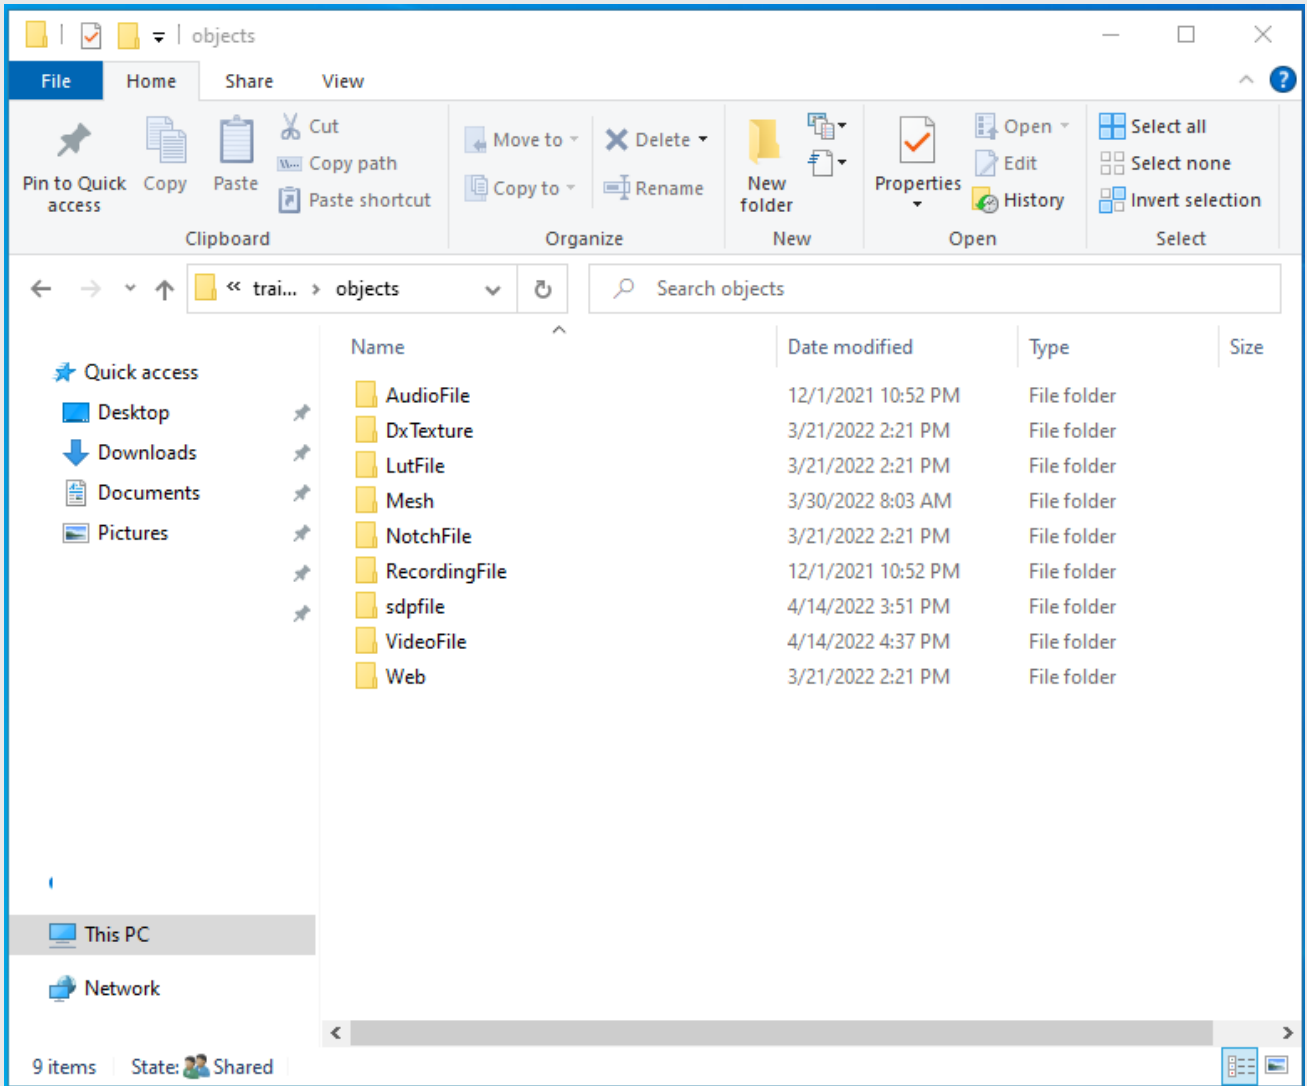 objects
File Home Share View
Pin to Quick access
Copy
Paste
Cut
Copy path
Paste shortcut
Clipboard
Move to
Copy to
Delete
Rename
Organize
New folder
New
Properties
Open
Edit
History
Open
Select all
Select none
Invert selection
Select
« trai... › objects
Search objects
Quick access
Desktop
Downloads
Documents
Pictures
This PC
Network
Name Date modified Type Size
AudioFile 12/1/2021 10:52 PM File folder
DxTexture 3/21/2022 2:21 PM File folder
LutFile 3/21/2022 2:21 PM File folder
Mesh 3/30/2022 8:03 AM File folder
NotchFile 3/21/2022 2:21 PM File folder
RecordingFile 12/1/2021 10:52 PM File folder
sdpfile 4/14/2022 3:51 PM File folder
VideoFile 4/14/2022 4:37 PM File folder
Web 3/21/2022 2:21 PM File folder
9 items State: Shared